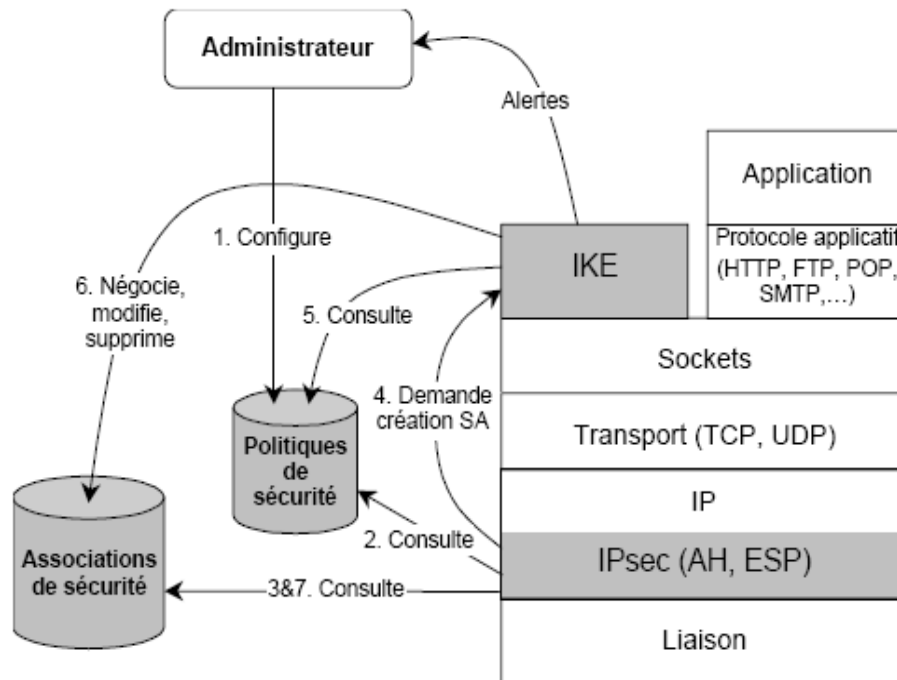 Administrateur
Alertes
Application
1. Configure
IKE
Protocole applicatif
(HTTP, FTP, POP,
SMTP,...)
6. Négocie,
modifie,
supprime
5. Consulte
Sockets
4. Demande
création SA
Transport (TCP, UDP)
Politiques
de
sécurité
IP
2. Consulte
IPsec (AH, ESP)
Associations
de sécurité
3&7. Consulte
Liaison